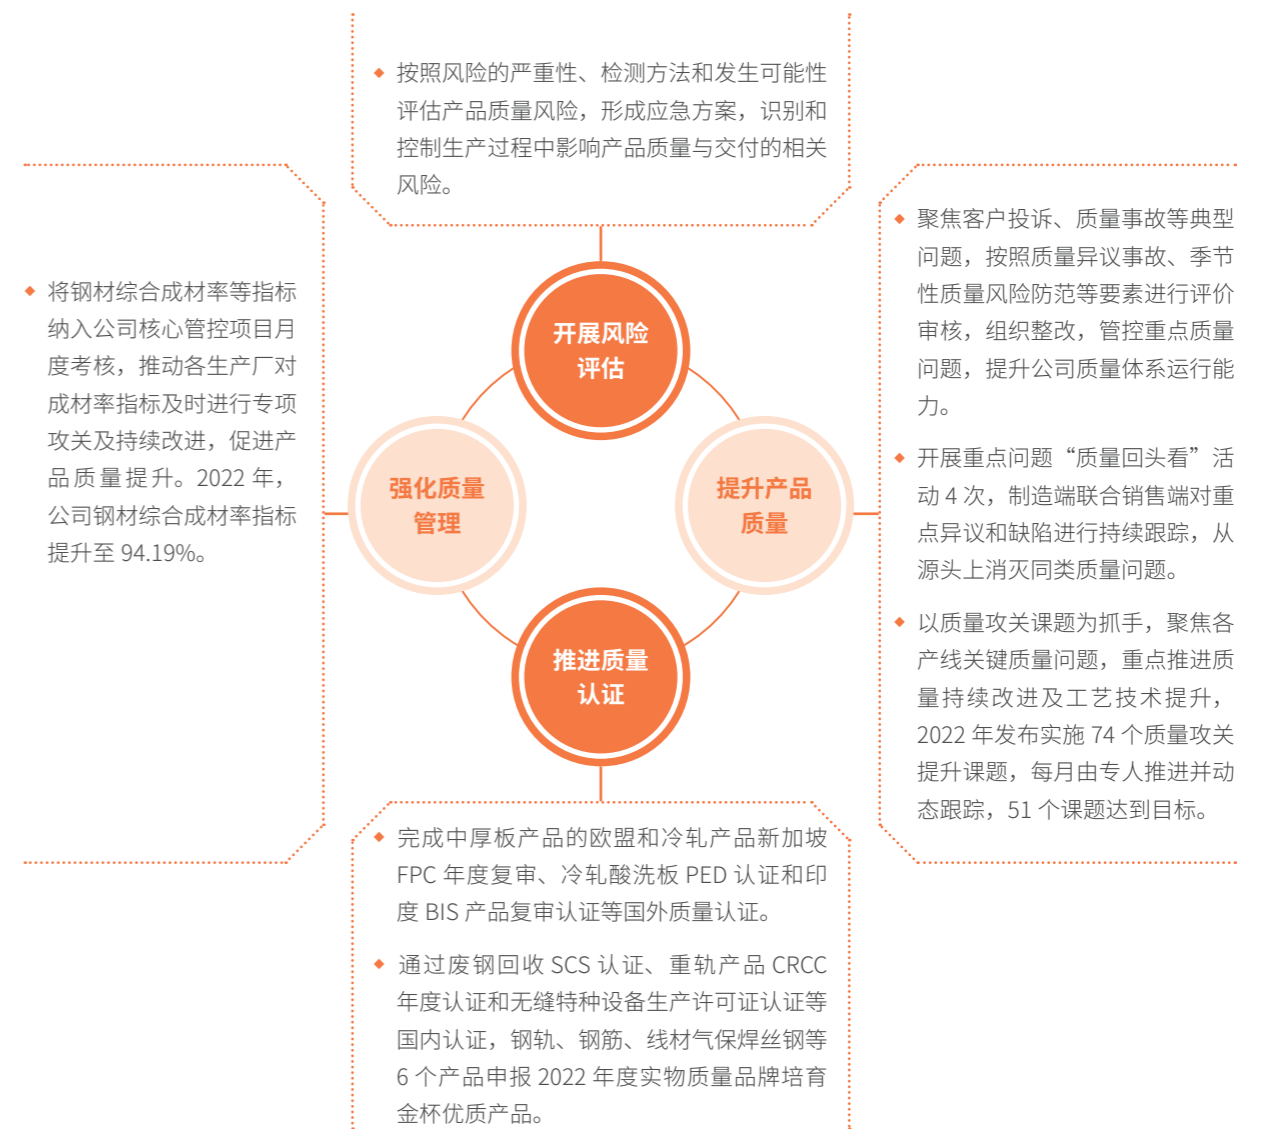 按照风险的严重性、检测方法和发生可能性
评估产品质量风险，形成应急方案，识别和
控制生产过程中影响产品质量与交付的相关
风险。
将钢材综合成材率等指标
纳入公司核心管控项目月
度考核，推动各生产厂对
成材率指标及时进行专项
攻关及持续改进，促进产
品质量提升。2022 年，
公司钢材综合成材率指标
提升至 94.19%。
开展风险
评估
强化质量
管理
提升产品
质量
推进质量
认证
聚焦客户投诉、质量事故等典型
问题，按照质量异议事故、季节
性质量风险防范等要素进行评价
审核，组织整改，管控重点质量
问题，提升公司质量体系运行能
力。
开展重点问题“质量回头看”活
动 4 次，制造端联合销售端对重
点异议和缺陷进行持续跟踪，从
源头上消灭同类质量问题。
以质量攻关课题为抓手，聚焦各
产线关键质量问题，重点推进质
量持续改进及工艺技术提升，
2022 年发布实施 74 个质量攻关
提升课题，每月由专人推进并动
态跟踪，51 个课题达到目标。
完成中厚板产品的欧盟和冷轧产品新加坡
FPC 年度复审、冷轧酸洗板 PED 认证和印
度 BIS 产品复审认证等国外质量认证。
通过废钢回收 SCS 认证、重轨产品 CRCC
年度认证和无缝特种设备生产许可证认证等
国内认证，钢轨、钢筋、线材气保焊丝钢等
6 个产品申报 2022 年度实物质量品牌培育
金杯优质产品。